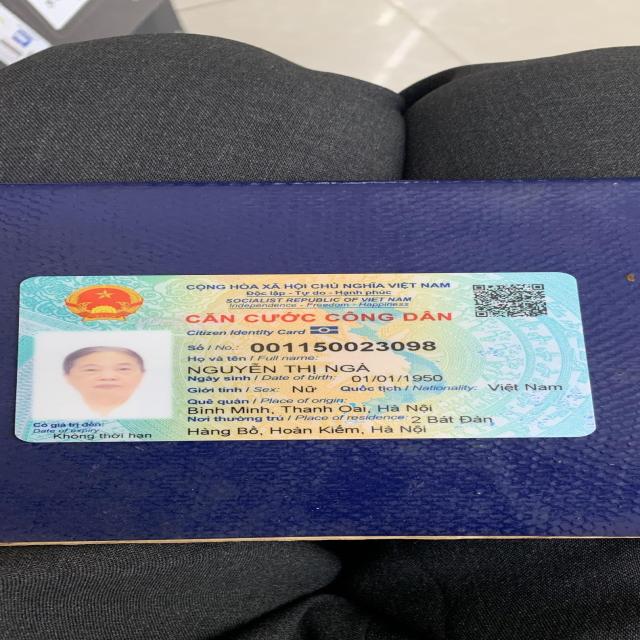 CỘNG HÒA XÃ HỘI CHỦ NGHĨA VIỆT NAM
Độc lập - Tự do - Hạnh phúc
SOCIALIST REPUBLIC OF VIET NAM
Independence - Freedom - Happiness
CĂN CƯỚC CÔNG DÂN
Citizen Identity Card
Số / No.: 001150023098
Họ và tên / Full name:
NGUYỄN THỊ NGÀ
Ngày sinh / Date of birth: 01/01/1950
Giới tính / Sex: Nữ Quốc tịch / Nationality: Việt Nam
Quê quán / Place of origin:
Bình Minh, Thanh Oai, Hà Nội
Nơi thường trú / Place of residence: 2 Bát Đàn
Hàng Bồ, Hoàn Kiếm, Hà Nội
Có giá trị đến:
Date of expiry
Không thời hạn